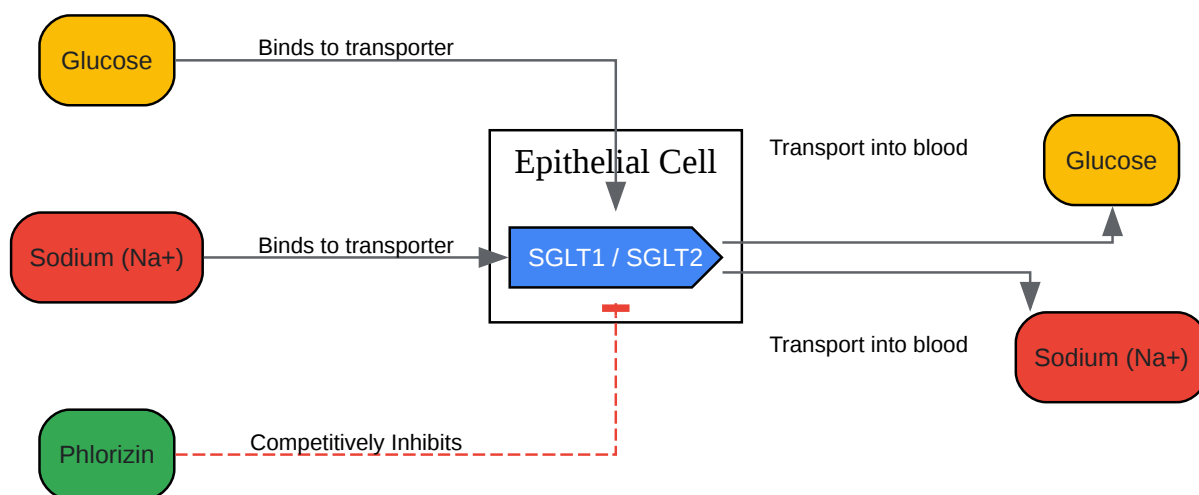 Glucose
Binds to transporter
Epithelial Cell
Transport into blood
Glucose
Sodium (Na+)
Binds to transporter
SGLT1 / SGLT2
Transport into blood
Sodium (Na+)
Phlorizin
Competitively Inhibits